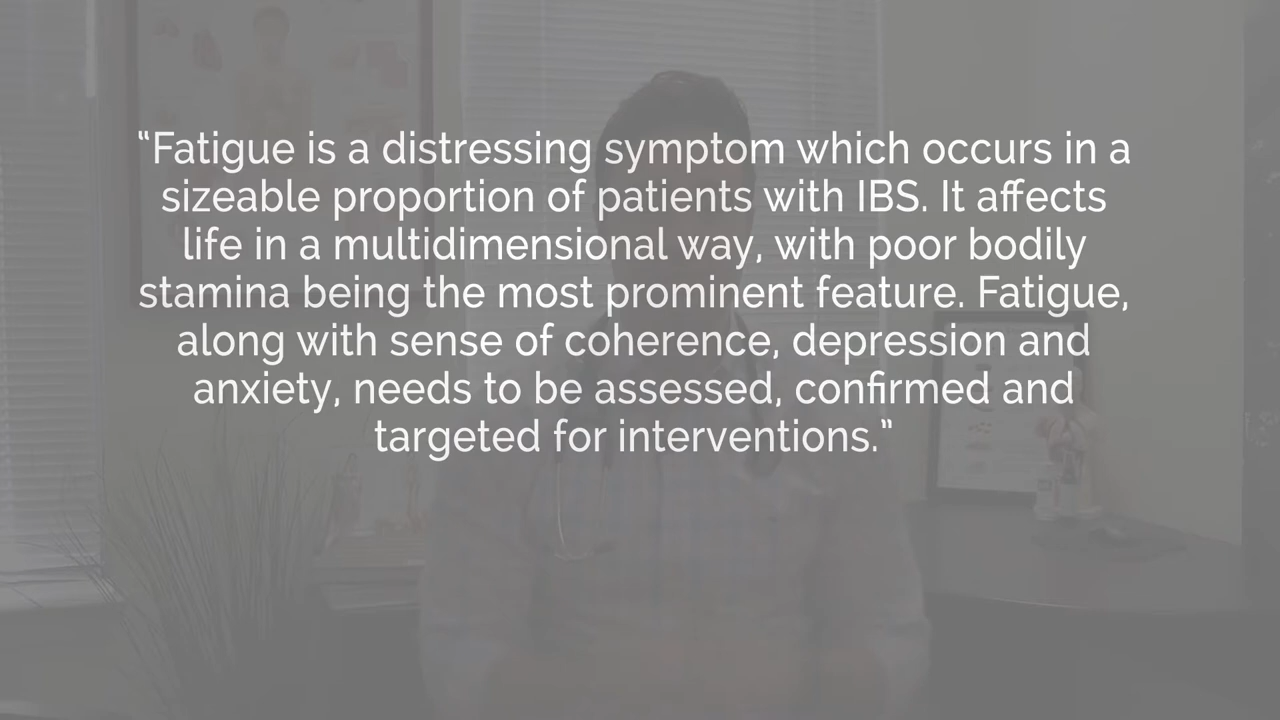 “Fatigue is a distressing symptom which occurs in a
sizeable proportion of patients with IBS. It affects
life in a multidimensional way, with poor bodily
stamina being the most prominent feature. Fatigue,
along with sense of coherence, depression and
anxiety, needs to be assessed, confirmed and
targeted for interventions.”